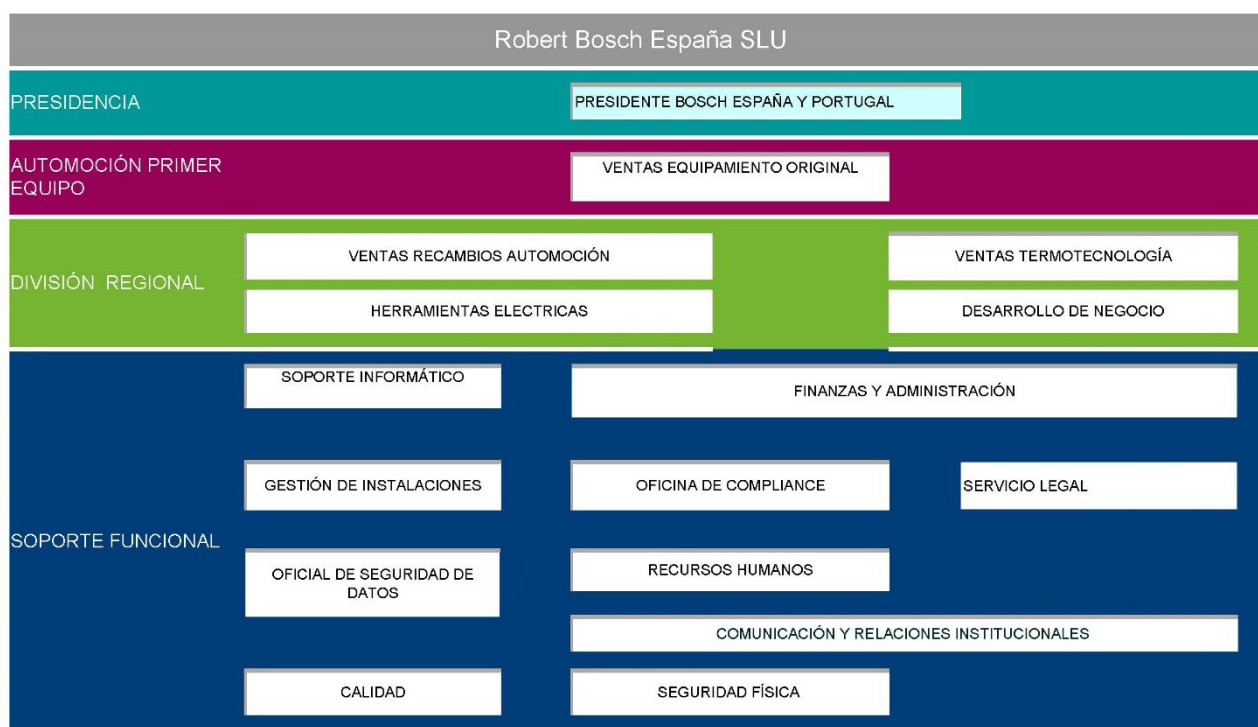 Robert Bosch España SLU
PRESIDENCIA
PRESIDENTE BOSCH ESPAÑA Y PORTUGAL
AUTOMOCIÓN PRIMER
EQUIPO
VENTAS EQUIPAMIENTO ORIGINAL
DIVISIÓN REGIONAL
VENTAS RECAMBIOS AUTOMOCIÓN
VENTAS TERMOTECNOLOGÍA
HERRAMIENTAS ELECTRICAS
DESARROLLO DE NEGOCIO
SOPORTE FUNCIONAL
SOPORTE INFORMÁTICO
FINANZAS Y ADMINISTRACIÓN
GESTIÓN DE INSTALACIONES
OFICINA DE COMPLIANCE
SERVICIO LEGAL
OFICIAL DE SEGURIDAD DE
DATOS
RECURSOS HUMANOS
COMUNICACIÓN Y RELACIONES INSTITUCIONALES
CALIDAD
SEGURIDAD FÍSICA